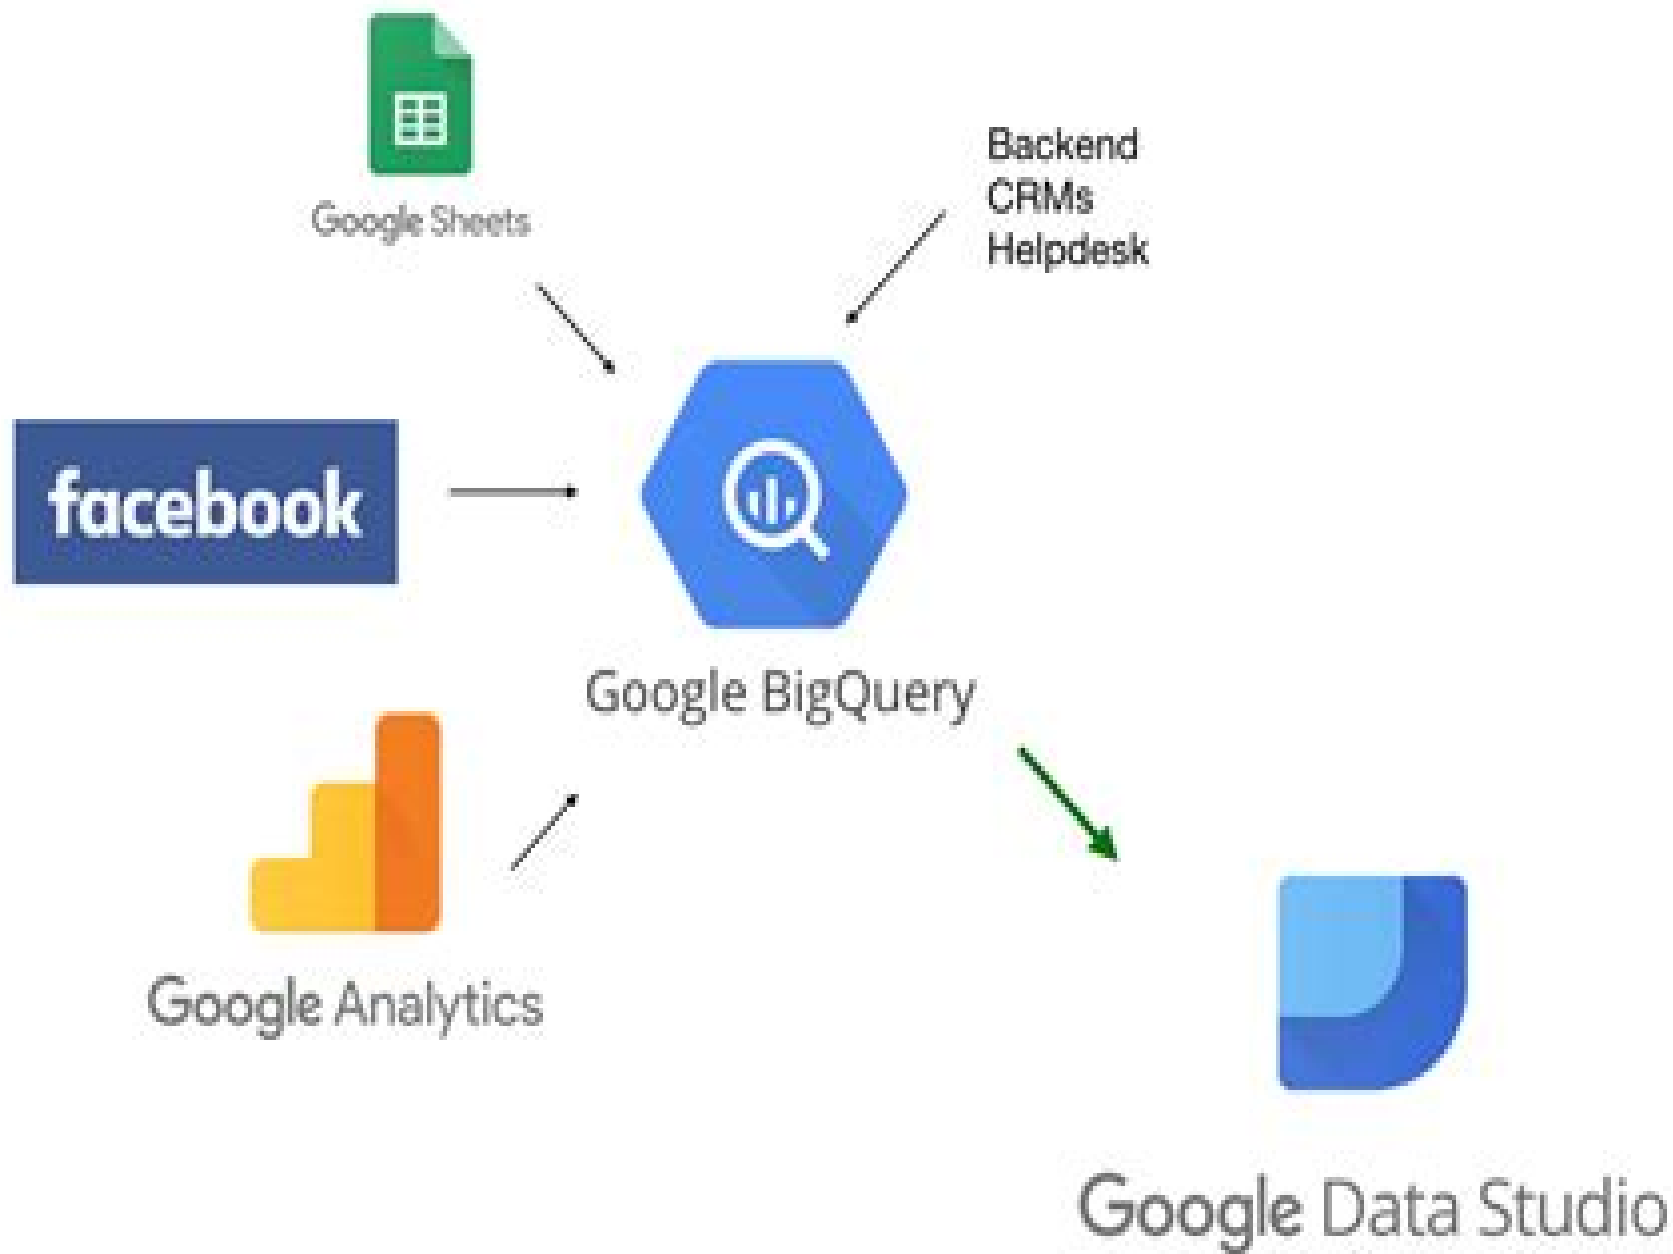 Google Sheets
Backend
CRMs
Helpdesk
facebook
Google BigQuery
Google Analytics
Google Data Studio